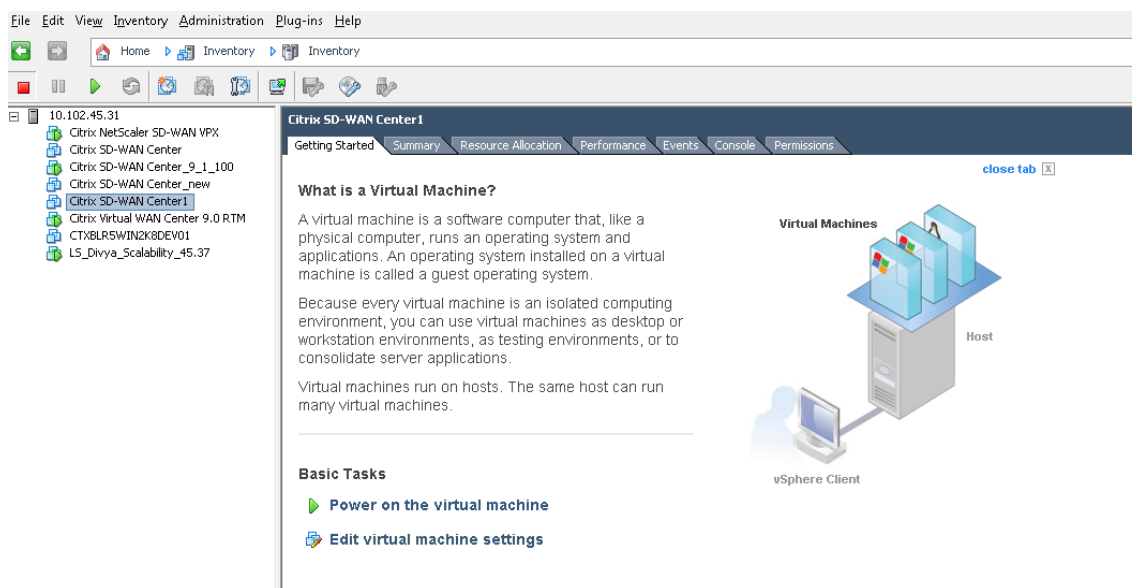 File Edit View Inventory Administration Plug-ins Help
Home Inventory Inventory
10.102.45.31
Citrix NetScaler SD-WAN VPX
Citrix SD-WAN Center
Citrix SD-WAN Center_9_1_100
Citrix SD-WAN Center_new
Citrix SD-WAN Center1
Citrix Virtual WAN Center 9.0 RTM
CTXBLR5WIN2K8DEV01
LS_Divya_Scalability_45.37
Citrix SD-WAN Center1
Getting Started Summary Resource Allocation Performance Events Console Permissions
close tab X
What is a Virtual Machine?
A virtual machine is a software computer that, like a
physical computer, runs an operating system and
applications. An operating system installed on a virtual
machine is called a guest operating system.
Because every virtual machine is an isolated computing
environment, you can use virtual machines as desktop or
workstation environments, as testing environments, or to
consolidate server applications.
Virtual machines run on hosts. The same host can run
many virtual machines.
Virtual Machines
Host
vSphere Client
Basic Tasks
Power on the virtual machine
Edit virtual machine settings